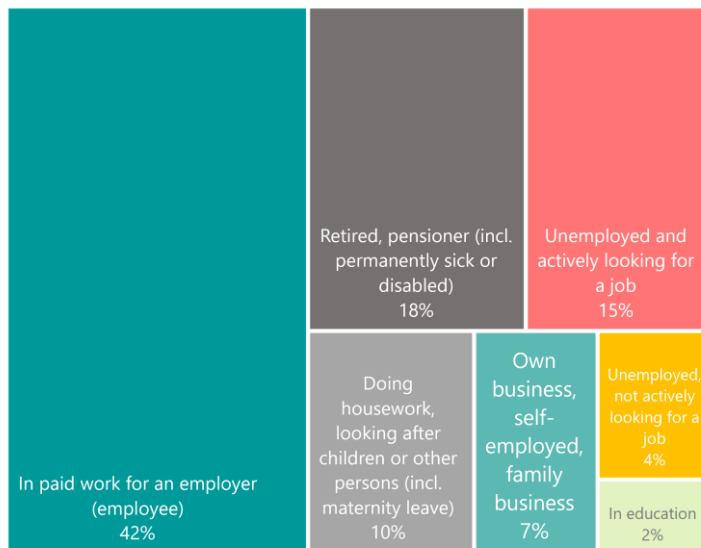 In paid work for an employer
(employee)
42%
Retired, pensioner (incl.
permanently sick or
disabled)
18%
Unemployed and
actively looking for
a job
15%
Doing
housework,
looking after
children or other
persons (incl.
maternity leave)
10%
Own
business,
self-
employed,
family
business
7%
Unemployed,
not actively
looking for a
job
4%
In education
2%